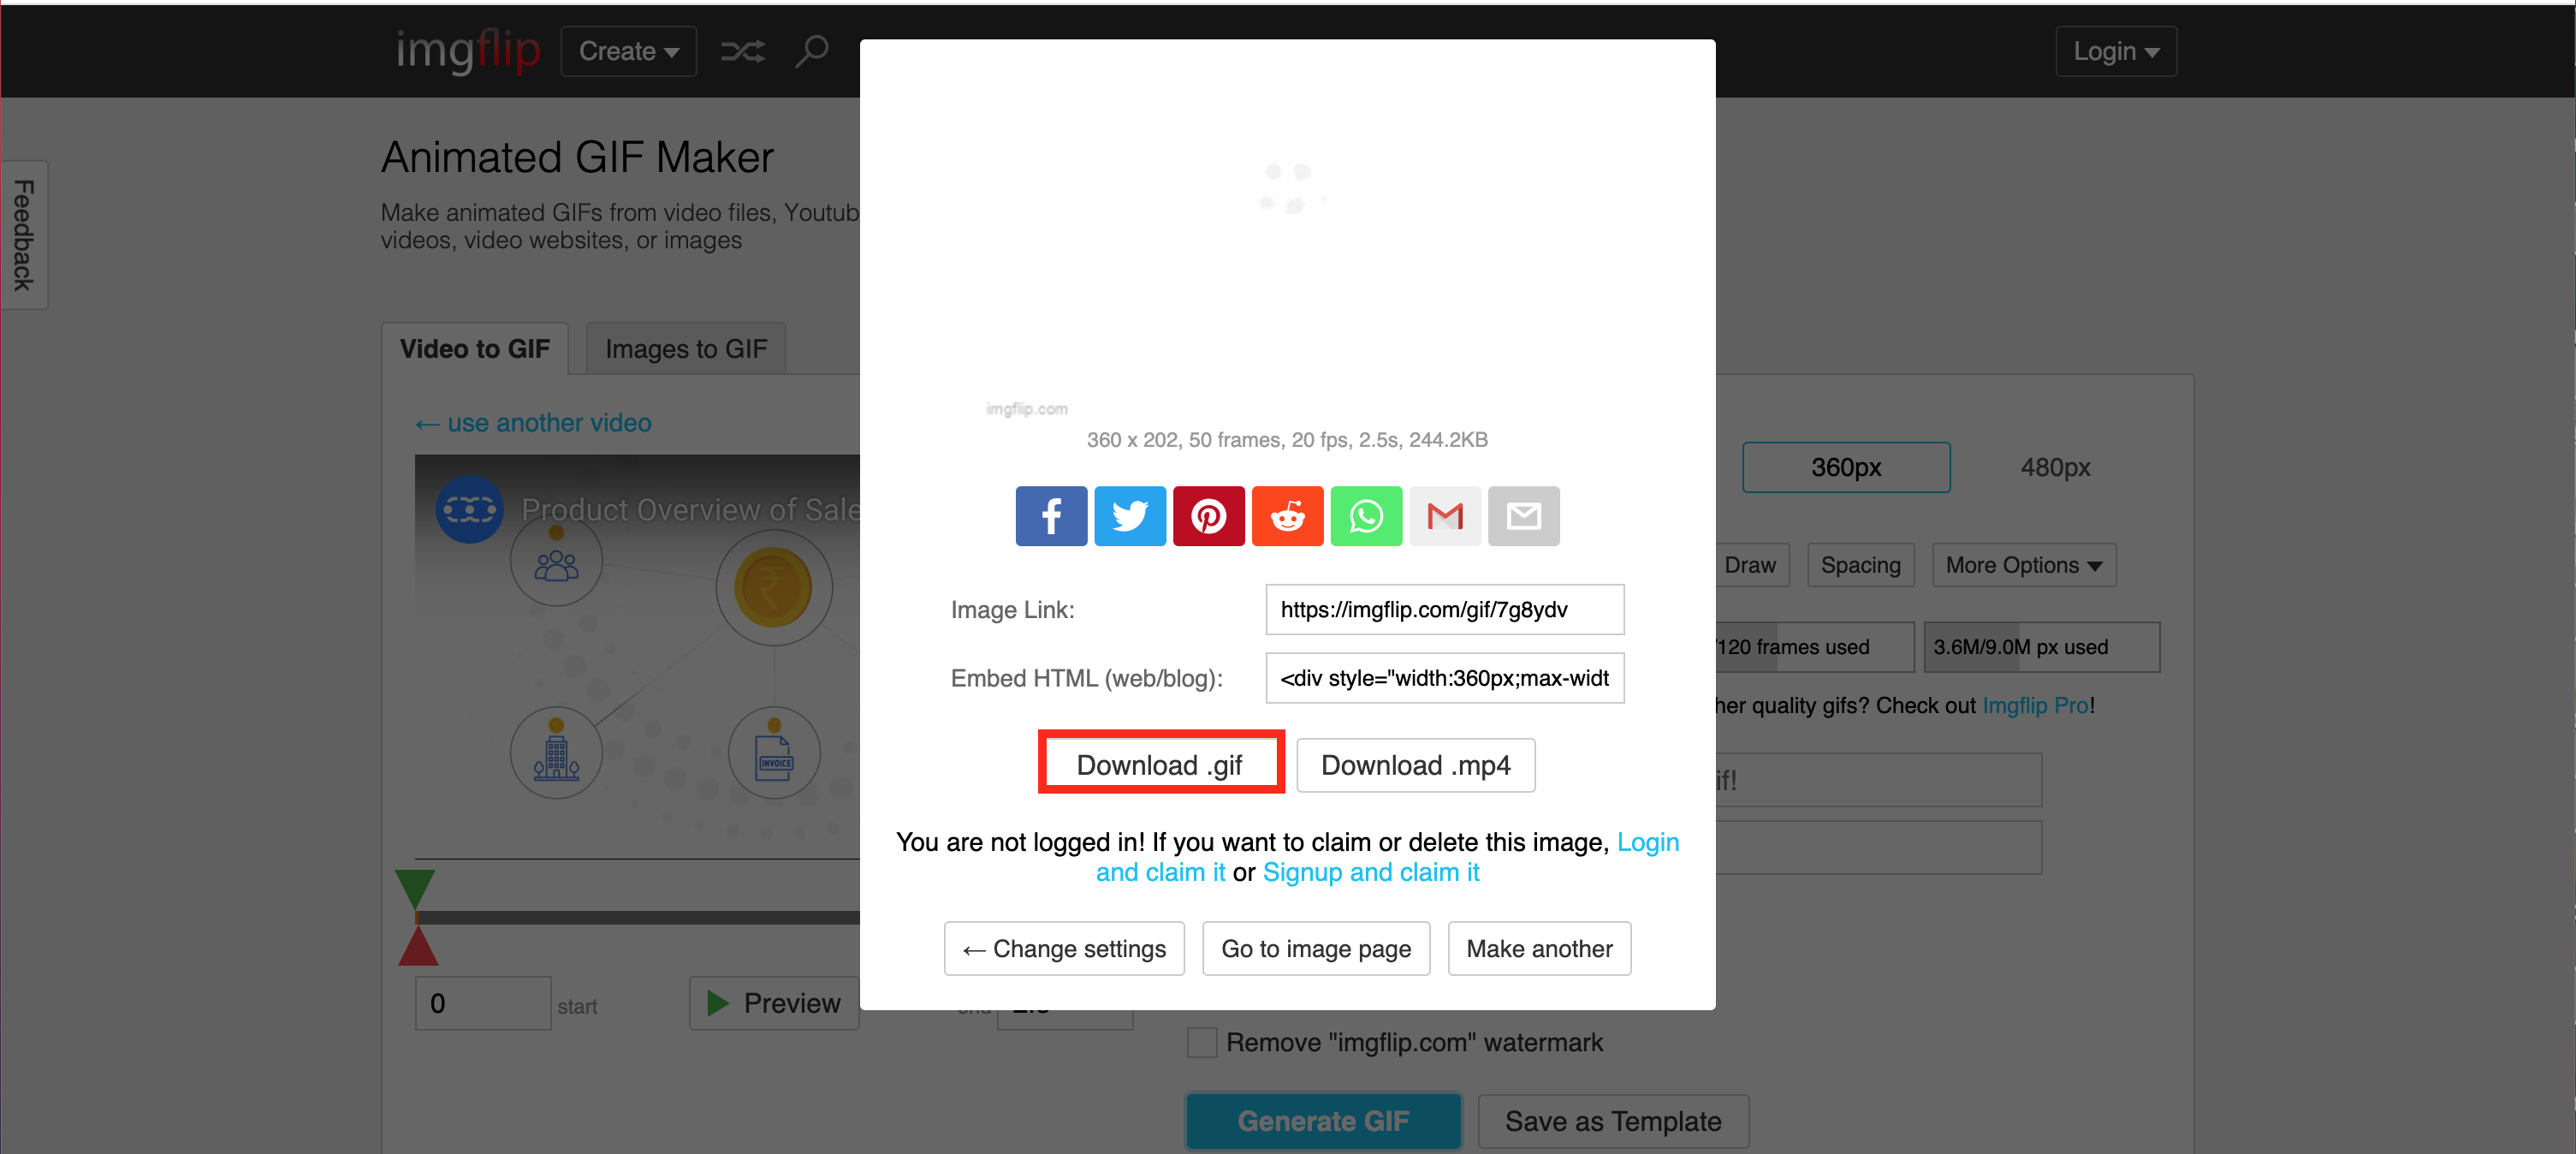 imgflip
Create
Login
Feedback
Animated GIF Maker
Make animated GIFs from video files, Youtub
videos, video websites, or images
Video to GIF
Images to GIF
← use another video
Product Overview of Sale
INVOICE
0
start
Preview
imgflip.com
360 x 202, 50 frames, 20 fps, 2.5s, 244.2KB
Image Link:
https://imgflip.com/gif/7g8ydv
Embed HTML (web/blog):
<div style="width:360px;max-widt
Download .gif
Download .mp4
You are not logged in! If you want to claim or delete this image, Login
and claim it or Signup and claim it
← Change settings
Go to image page
Make another
360px
480px
Draw
Spacing
More Options
/120 frames used
3.6M/9.0M px used
her quality gifs? Check out Imgflip Pro!
if!
Remove "imgflip.com" watermark
Generate GIF
Save as Template